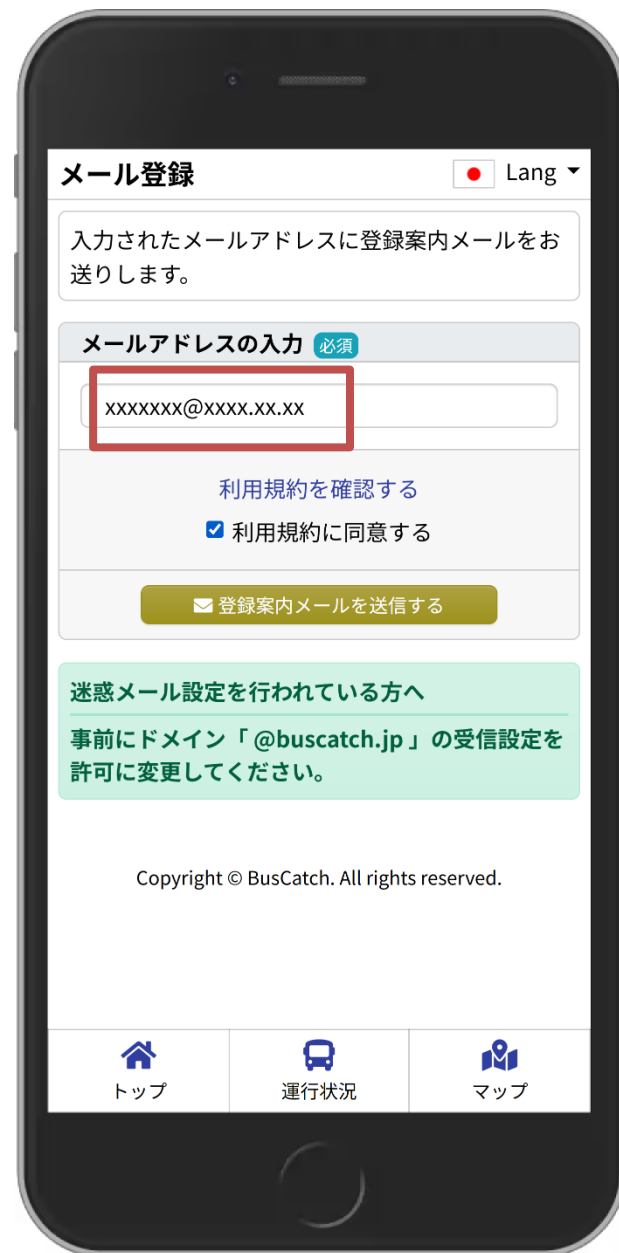 メール登録
Lang
入力されたメールアドレスに登録案内メールをお
送りします。
メールアドレスの入力 必須
xxxxxxx@xxxx.xx.xx
利用規約を確認する
利用規約に同意する
登録案内メールを送信する
迷惑メール設定を行われている方へ
事前にドメイン「 @buscatch.jp 」の受信設定を
許可に変更してください。
Copyright © BusCatch. All rights reserved.
トップ
運行状況
マップ